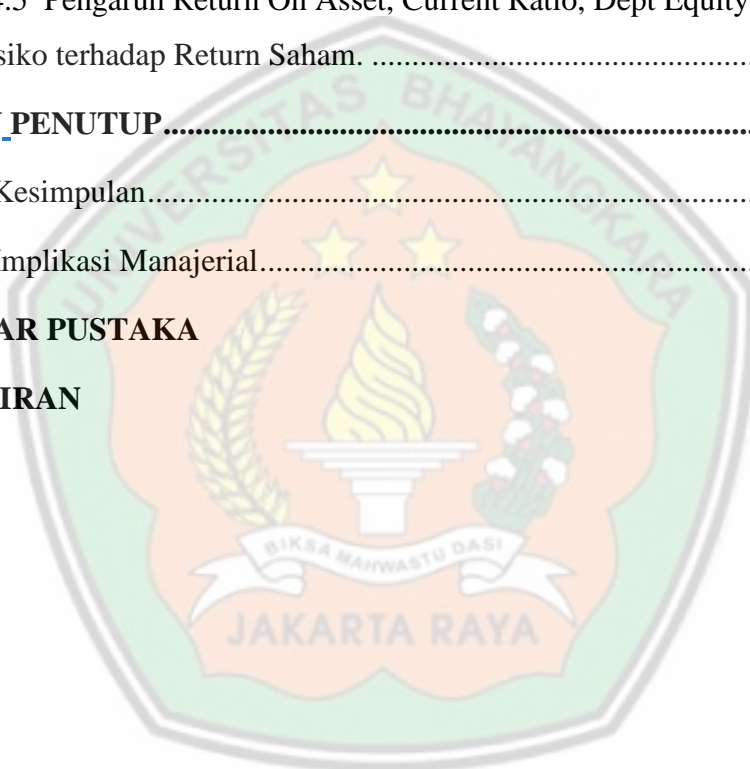 4.5 Pengaruh Return On Asset, Current Ratio, Dept Equity
siko terhadap Return Saham. ................................................
PENUTUP................................................................................
Kesimpulan................................................................................
Implikasi Manajerial................................................................
AR PUSTAKA
IRAN
UNIVERSITAS BHAYANGKARA
BIKSA MAHWASTU DASI
JAKARTA RAYA